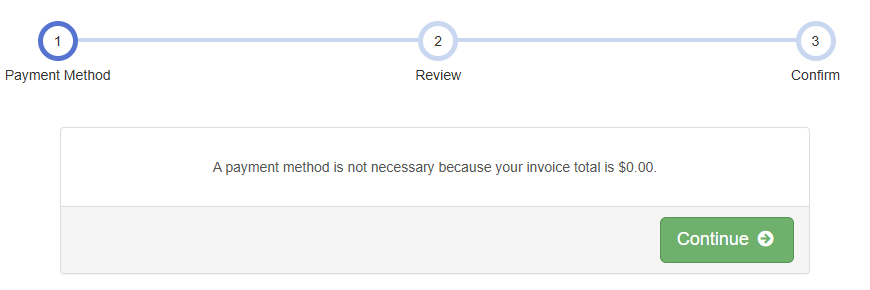 1
2
3
Payment Method
Review
Confirm
A payment method is not necessary because your invoice total is $0.00.
Continue